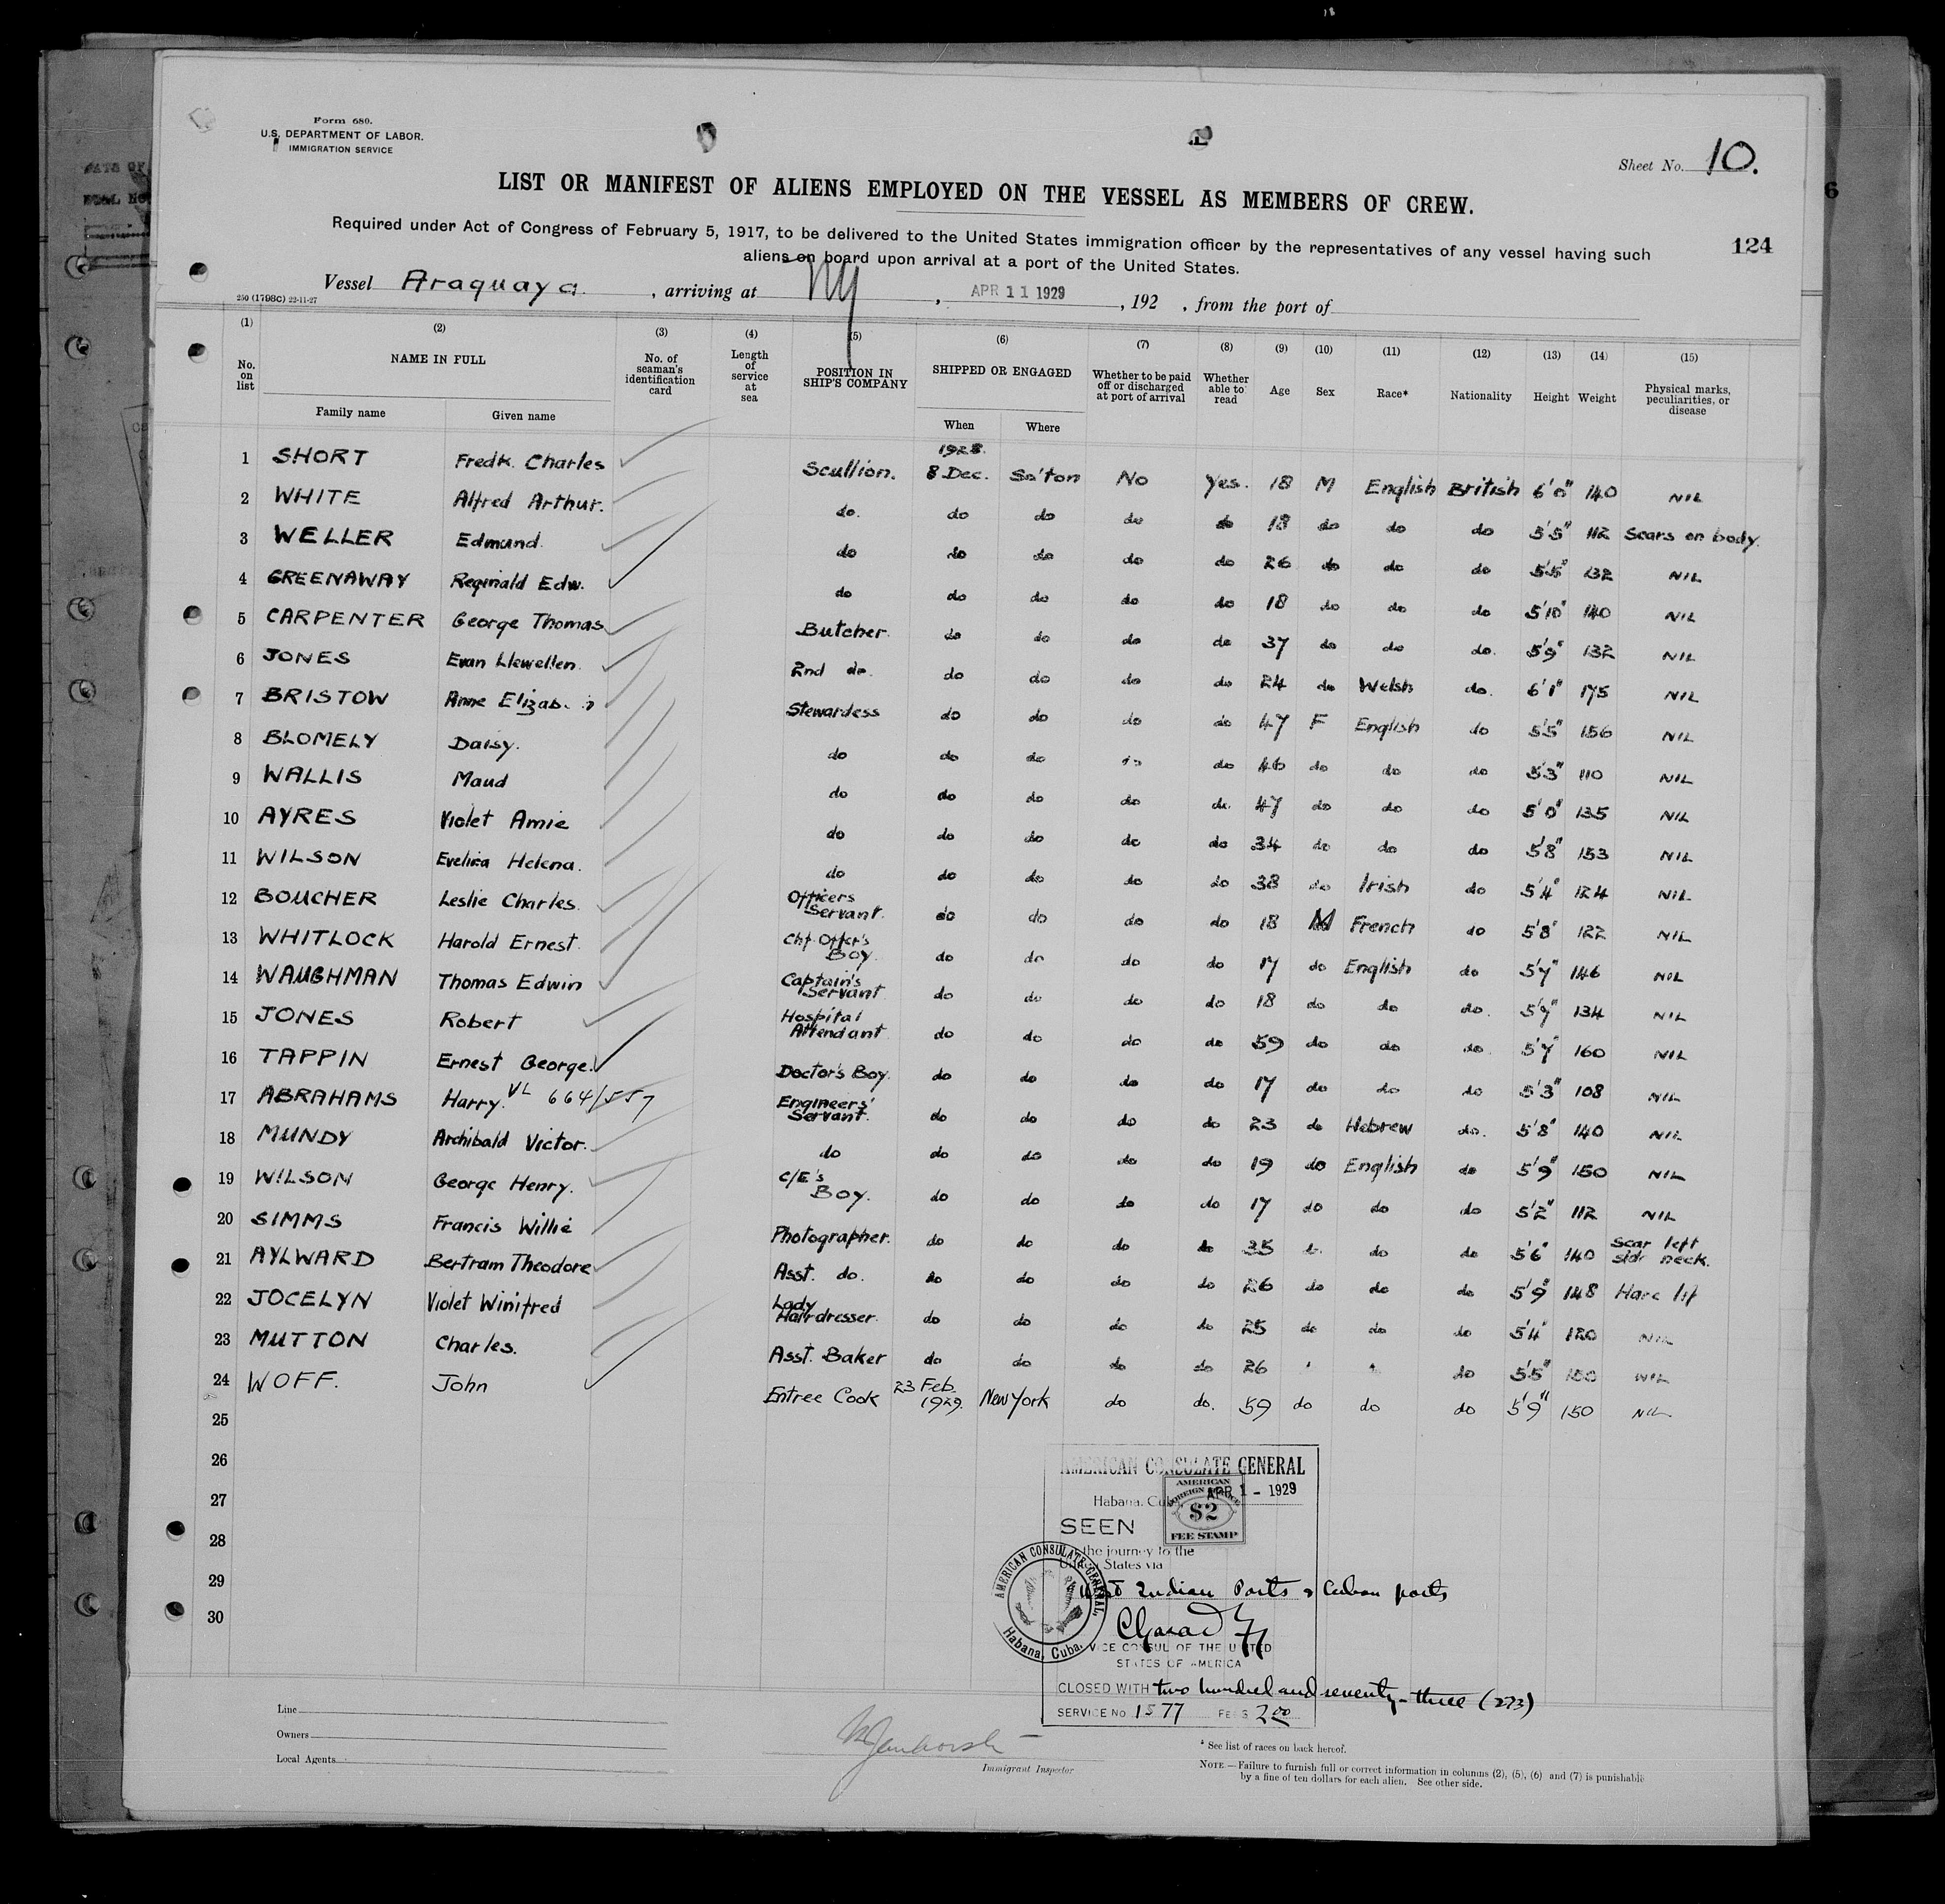 Form 680.
U.S. DEPARTMENT OF LABOR.
IMMIGRATION SERVICE
Sheet No. 10.
LIST OR MANIFEST OF ALIENS EMPLOYED ON THE VESSEL AS MEMBERS OF CREW.
Required under Act of Congress of February 5, 1917, to be delivered to the United States immigration officer by the representatives of any vessel having such
aliens on board upon arrival at a port of the United States.
124
Vessel Araguaya, arriving at NY, APR 11 1929, 192 , from the port of
250 (1798C) 22-11-27
(1) (2) (3) (4) (5) (6) (7) (8) (9) (10) (11) (12) (13) (14) (15)
No. on list NAME IN FULL Family name Given name No. of seaman's identification card Length of service at sea POSITION IN SHIP'S COMPANY SHIPPED OR ENGAGED When Where Whether to be paid off or discharged at port of arrival Whether able to read Age Sex Race* Nationality Height Weight Physical marks, peculiarities, or disease
1 SHORT Fredk. Charles Scullion. 1928. 8 Dec. So'ton No Yes. 18 M English British 6'0" 140 NIL
2 WHITE Alfred Arthur. do. do do do do 18 do do do 5'5" 112 Scars on body.
3 WELLER Edmund. do do do do do 26 do do do 5'5" 132 NIL
4 GREENAWAY Reginald Edw. do do do do do 18 do do do 5'10" 140 NIL
5 CARPENTER George Thomas Butcher. do do do do 37 do do do. 5'9" 132 NIL
6 JONES Evan Llewellen. 2nd do. do do do do 24 do Welsh do. 6'1" 175 NIL
7 BRISTOW Anne Stewardess do do do do 47 F English do 5'5" 156 NIL
8 BLOMELY Daisy. do do do do do 46 do do do 5'3" 110 NIL
9 WALLIS Maud do do do do do. 47 do do do 5'0" 135 NIL
10 AYRES Violet Amie do do do do do 34 do do do 5'8" 153 NIL
11 WILSON Evelina Helena. do do do do do 38 do Irish do 5'4" 124 NIL
12 BOUCHER Leslie Charles. Officers Servant. do do do do 18 M French do 5'8" 122 NIL
13 WHITLOCK Harold Ernest. Chf. Offer's Boy. do do do do 17 do English do 5'7" 146 NIL
14 WAUGHMAN Thomas Edwin Captain's Servant do do do do 18 do do do. 5'7" 134 NIL
15 JONES Robert Hospital Attendant do do do do 59 do do do. 5'7" 160 NIL
16 TAPPIN Ernest George. Doctor's Boy. do do do do 17 do do do 5'3" 108 NIL
17 ABRAHAMS Harry. VL 664/557 Engineers' Servant. do do do do 23 do Hebrew do. 5'8" 140 NIL
18 MUNDY Archibald Victor. do do do do do 19 do English do 5'9" 150 NIL
19 WILSON George Henry. C/E's Boy. do do do do 17 do do do 5'2" 112 NIL
20 SIMMS Francis Willie Photographer. do do do do 35 do do 5'6" 140 Scar left side neck.
21 AYLWARD Bertram Theodore Asst. do. do do do do 26 do do do 5'9" 148 Hare lip
22 JOCELYN Violet Winifred Lady Hairdresser. do do do do 25 do do do 5'4" 120 NIL
23 MUTTON Charles. Asst. Baker do do do do 26 do 5'5" NIL
24 WOFF. John Entree Cook 23 Feb. 1929. New York do do. 59 do do do 5'9" 150 NIL
25
26
27
28
29
30
AMERICAN CONSULATE GENERAL
Habana, Cuba APR 1 - 1929
AMERICAN FOREIGN SERVICE $2 FEE STAMP
SEEN
the journey to the
United States via
West Indian Ports & Cuban ports
VICE CONSUL OF THE UNITED
STATES OF AMERICA
AMERICAN CONSULATE GENERAL, Habana, Cuba.
CLOSED WITH two hundred and seventy-three (273)
SERVICE No. 1577 FEE $ 2.00
Line
Owners
Local Agents
Immigrant Inspector
* See list of races on back hereof.
NOTE.—Failure to furnish full or correct information in columns (2), (5), (6) and (7) is punishable
by a fine of ten dollars for each alien. See other side.